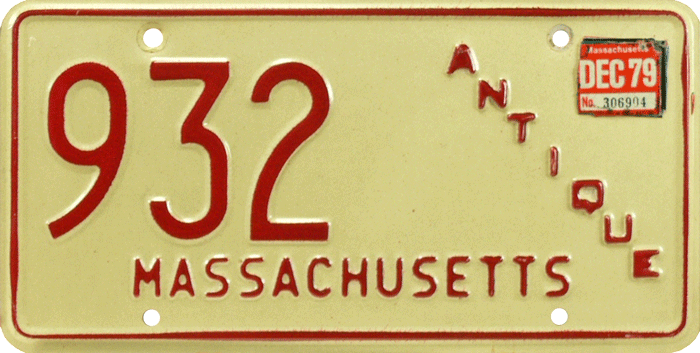 932
ANTIQUE
Massachusetts
DEC 79
No. 306904
MASSACHUSETTS